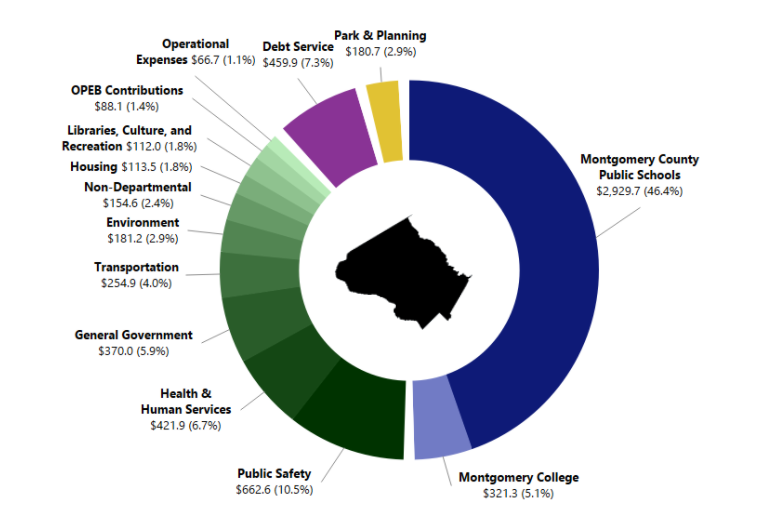 Park & Planning
$180.7 (2.9%)
Operational
Expenses $66.7 (1.1%)
Debt Service
$459.9 (7.3%)
OPEB Contributions
$88.1 (1.4%)
Libraries, Culture, and
Recreation $112.0 (1.8%)
Housing $113.5 (1.8%)
Non-Departmental
$154.6 (2.4%)
Environment
$181.2 (2.9%)
Transportation
$254.9 (4.0%)
General Government
$370.0 (5.9%)
Health &
Human Services
$421.9 (6.7%)
Public Safety
$662.6 (10.5%)
Montgomery College
$321.3 (5.1%)
Montgomery County
Public Schools
$2,929.7 (46.4%)